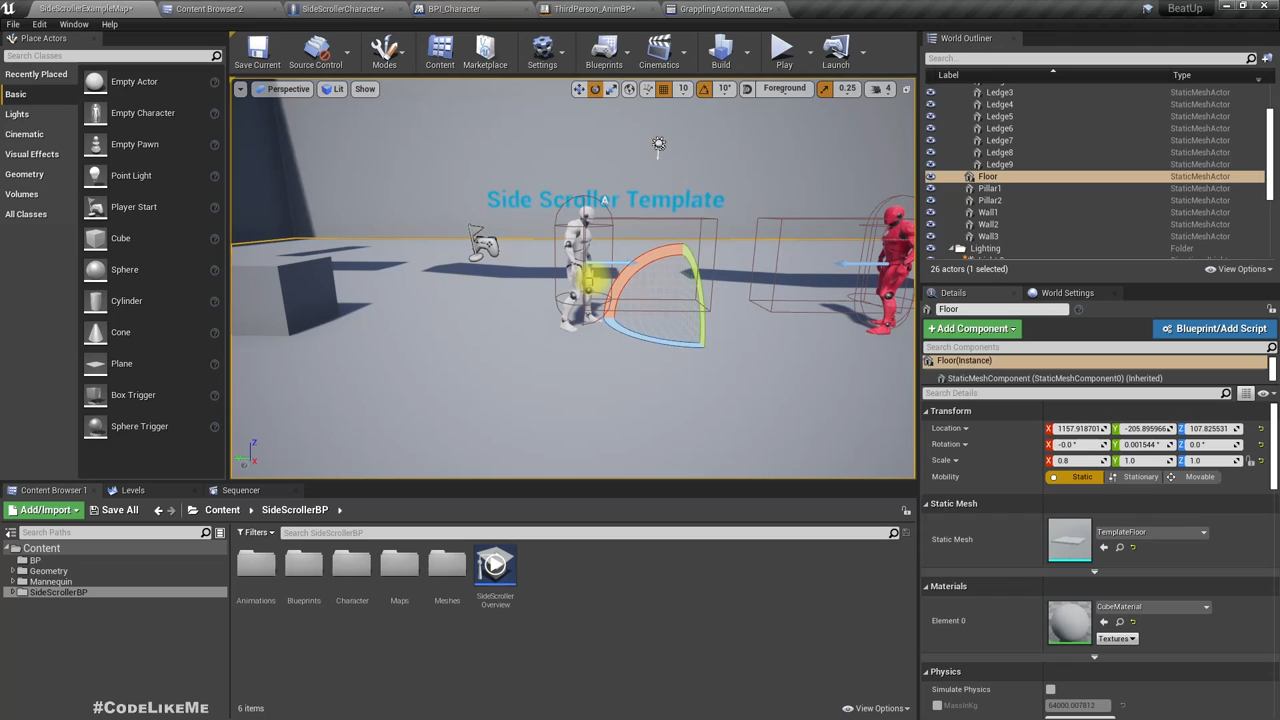 SideScrollerExampleMap*
Content Browser 2
SideScrollerCharacter*
BPI_Character
ThirdPerson_AnimBP*
GrapplingActionAttacker*
BeatUp
File
Edit
Window
Help
Place Actors
Search Classes
Recently Placed
Basic
Lights
Cinematic
Visual Effects
Geometry
Volumes
All Classes
Empty Actor
Empty Character
Empty Pawn
Point Light
Player Start
Cube
Sphere
Cylinder
Cone
Plane
Box Trigger
Sphere Trigger
Save Current
Source Control
Modes
Content
Marketplace
Settings
Blueprints
Cinematics
Build
Play
Launch
Perspective
Lit
Show
10
10°
Foreground
0.25
4
Side Scroller Template
A
Z
X
World Outliner
Search...
Label
Type
Ledge3 StaticMeshActor
Ledge4 StaticMeshActor
Ledge5 StaticMeshActor
Ledge6 StaticMeshActor
Ledge7 StaticMeshActor
Ledge8 StaticMeshActor
Ledge9 StaticMeshActor
Floor StaticMeshActor
Pillar1 StaticMeshActor
Pillar2 StaticMeshActor
Wall1 StaticMeshActor
Wall2 StaticMeshActor
Wall3 StaticMeshActor
Lighting Folder
26 actors (1 selected)
View Options
Details
World Settings
Floor
+Add Component
Blueprint/Add Script
Search Components
Floor(Instance)
StaticMeshComponent (StaticMeshComponent0) (Inherited)
Search Details
Transform
Location X 1157.918701 Y -205.895966 Z 107.825531
Rotation X -0.0 ° Y 0.001544 ° Z 0.0 °
Scale X 0.8 Y 1.0 Z 1.0
Mobility Static Stationary Movable
Static Mesh
Static Mesh
TemplateFloor
Materials
Element 0
CubeMaterial
Textures
Physics
Simulate Physics
MassInKg 64000.007812
Content Browser 1
Levels
Sequencer
Add/Import
Save All
Content
SideScrollerBP
Search Paths
Filters
Search SideScrollerBP
Content
BP
Geometry
Mannequin
SideScrollerBP
Animations
Blueprints
Character
Maps
Meshes
SideScroller
Overview
6 items
View Options
#CODELIKEME